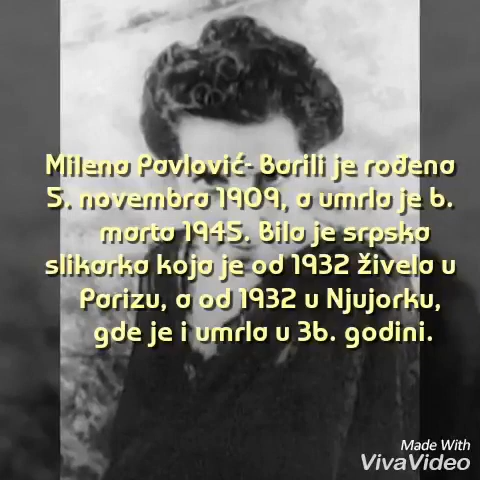 Milena Pavlović- Barili je rođena
5. novembra 1909, a umrla je 6.
marta 1945. Bila je srpska
slikarka koja je od 1932 živela u
Parizu, a od 1932 u Njujorku,
gde je i umrla u 36. godini.
Made With
VivaVideo